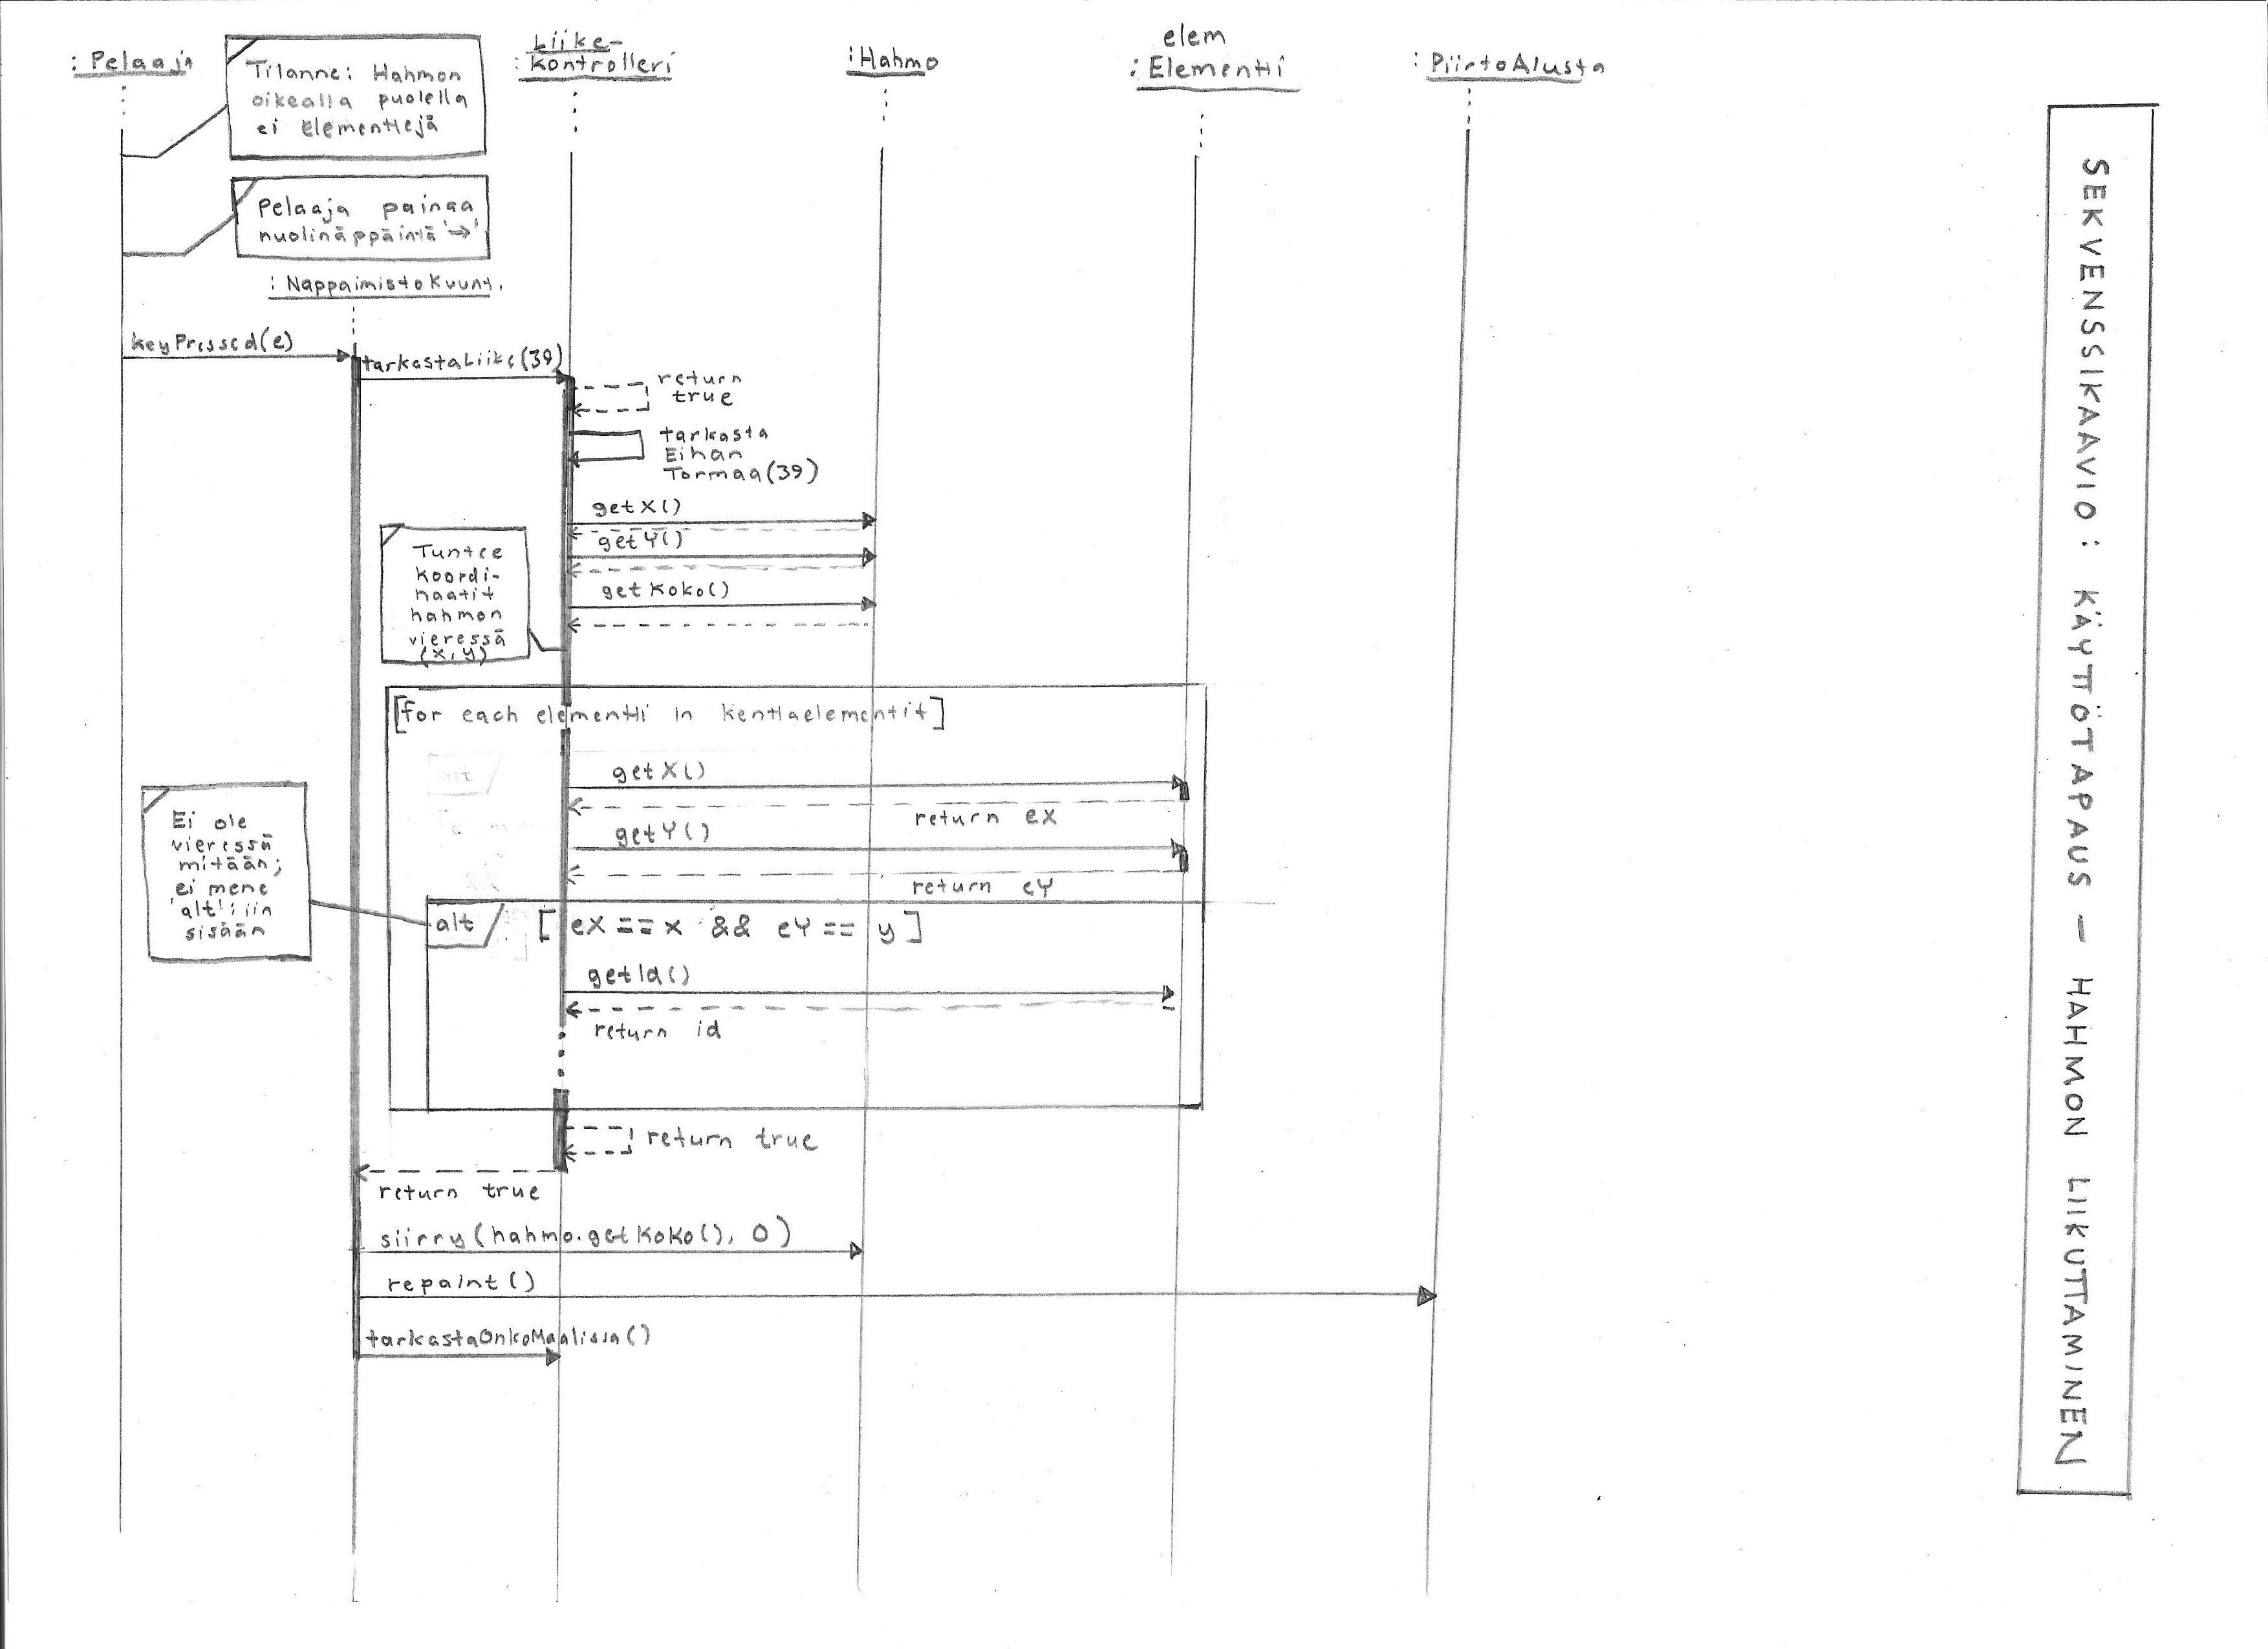 : Pelaaja
Tilanne: Hahmon
oikealla puolella
ei elementtejä
Liike-
: Kontrolleri
:Hahmo
elem
:Elementti
:PiirtoAlusta
Pelaaja painaa
nuolinäppäintä '→'
:NappaimistoKuunt.
keyPressed(e)
tarkastaLiike(39)
return
true
tarkasta
Eihan
Tormaa(39)
getX()
getY()
getKoko()
Tuntee
koordi-
naatit
hahmon
vieressä
(x,y)
[for each elementti in kenttaelementit]
getX()
return eX
getY()
return eY
Ei ole
vieressä
mitään;
ei mene
'alt':iin
sisään
alt
[eX == x && eY == y]
getId()
return id
return true
return true
siirry(hahmo.getKoko(), 0)
repaint()
tarkastaOnkoMaalissa()
SEKVENSSIKAAVIO: KÄYTTÖTAPAUS – HAHMON LIIKUTTAMINEN